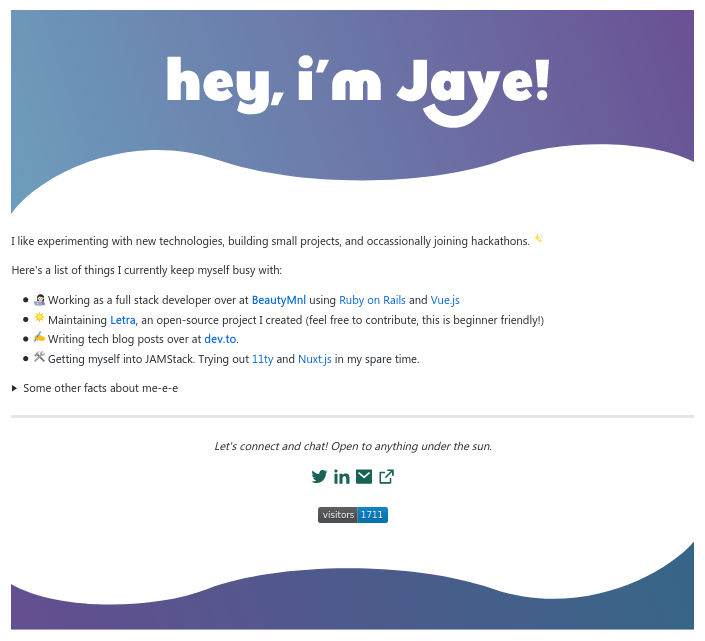 hey, i'm Jaye!
I like experimenting with new technologies, building small projects, and occassionally joining hackathons. ✨
Here's a list of things I currently keep myself busy with:
• 👩🏻‍💻 Working as a full stack developer over at BeautyMnl using Ruby on Rails and Vue.js
• ☀️ Maintaining Letra, an open-source project I created (feel free to contribute, this is beginner friendly!)
• ✍️ Writing tech blog posts over at dev.to.
• 🛠 Getting myself into JAMStack. Trying out 11ty and Nuxt.js in my spare time.
▶ Some other facts about me-e-e
Let's connect and chat! Open to anything under the sun.
visitors 1711